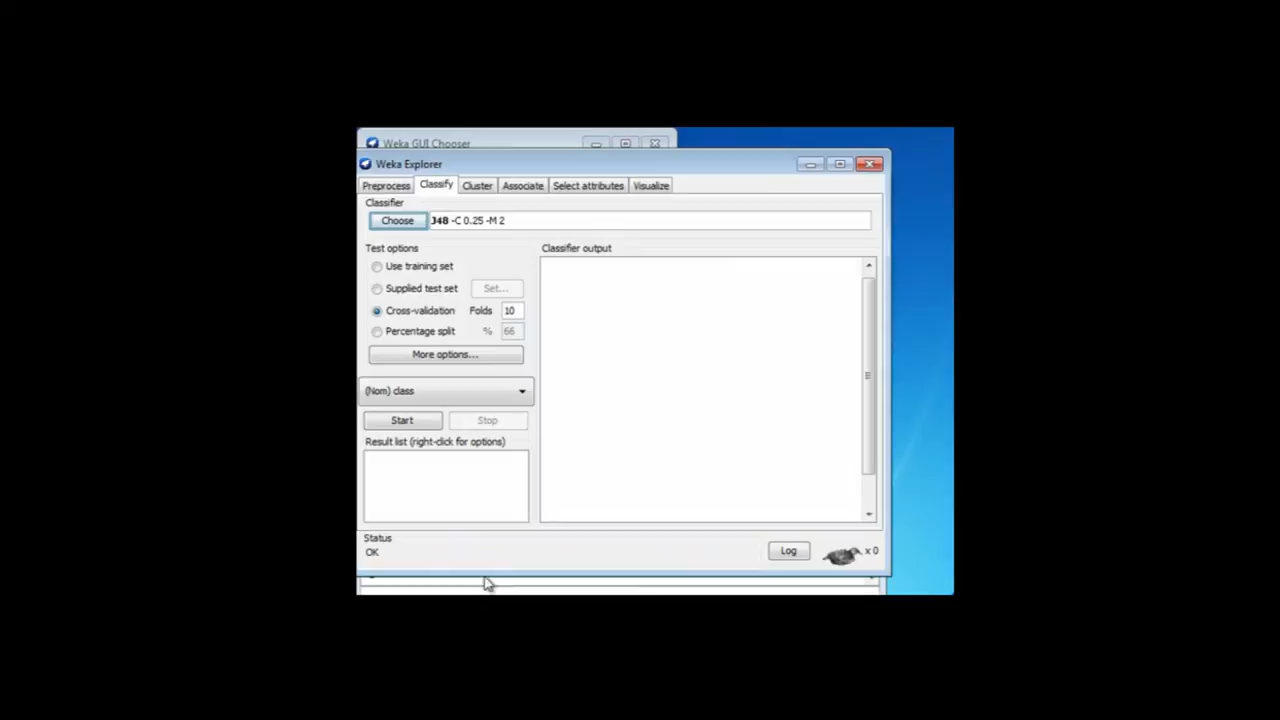 Weka GUI Chooser
Weka Explorer
Preprocess Classify Cluster Associate Select attributes Visualize
Classifier
Choose J48 -C 0.25 -M 2
Test options
Classifier output
Use training set
Supplied test set Set...
Cross-validation Folds 10
Percentage split % 66
More options...
(Nom) class
Start Stop
Result list (right-click for options)
Status
OK
Log x 0